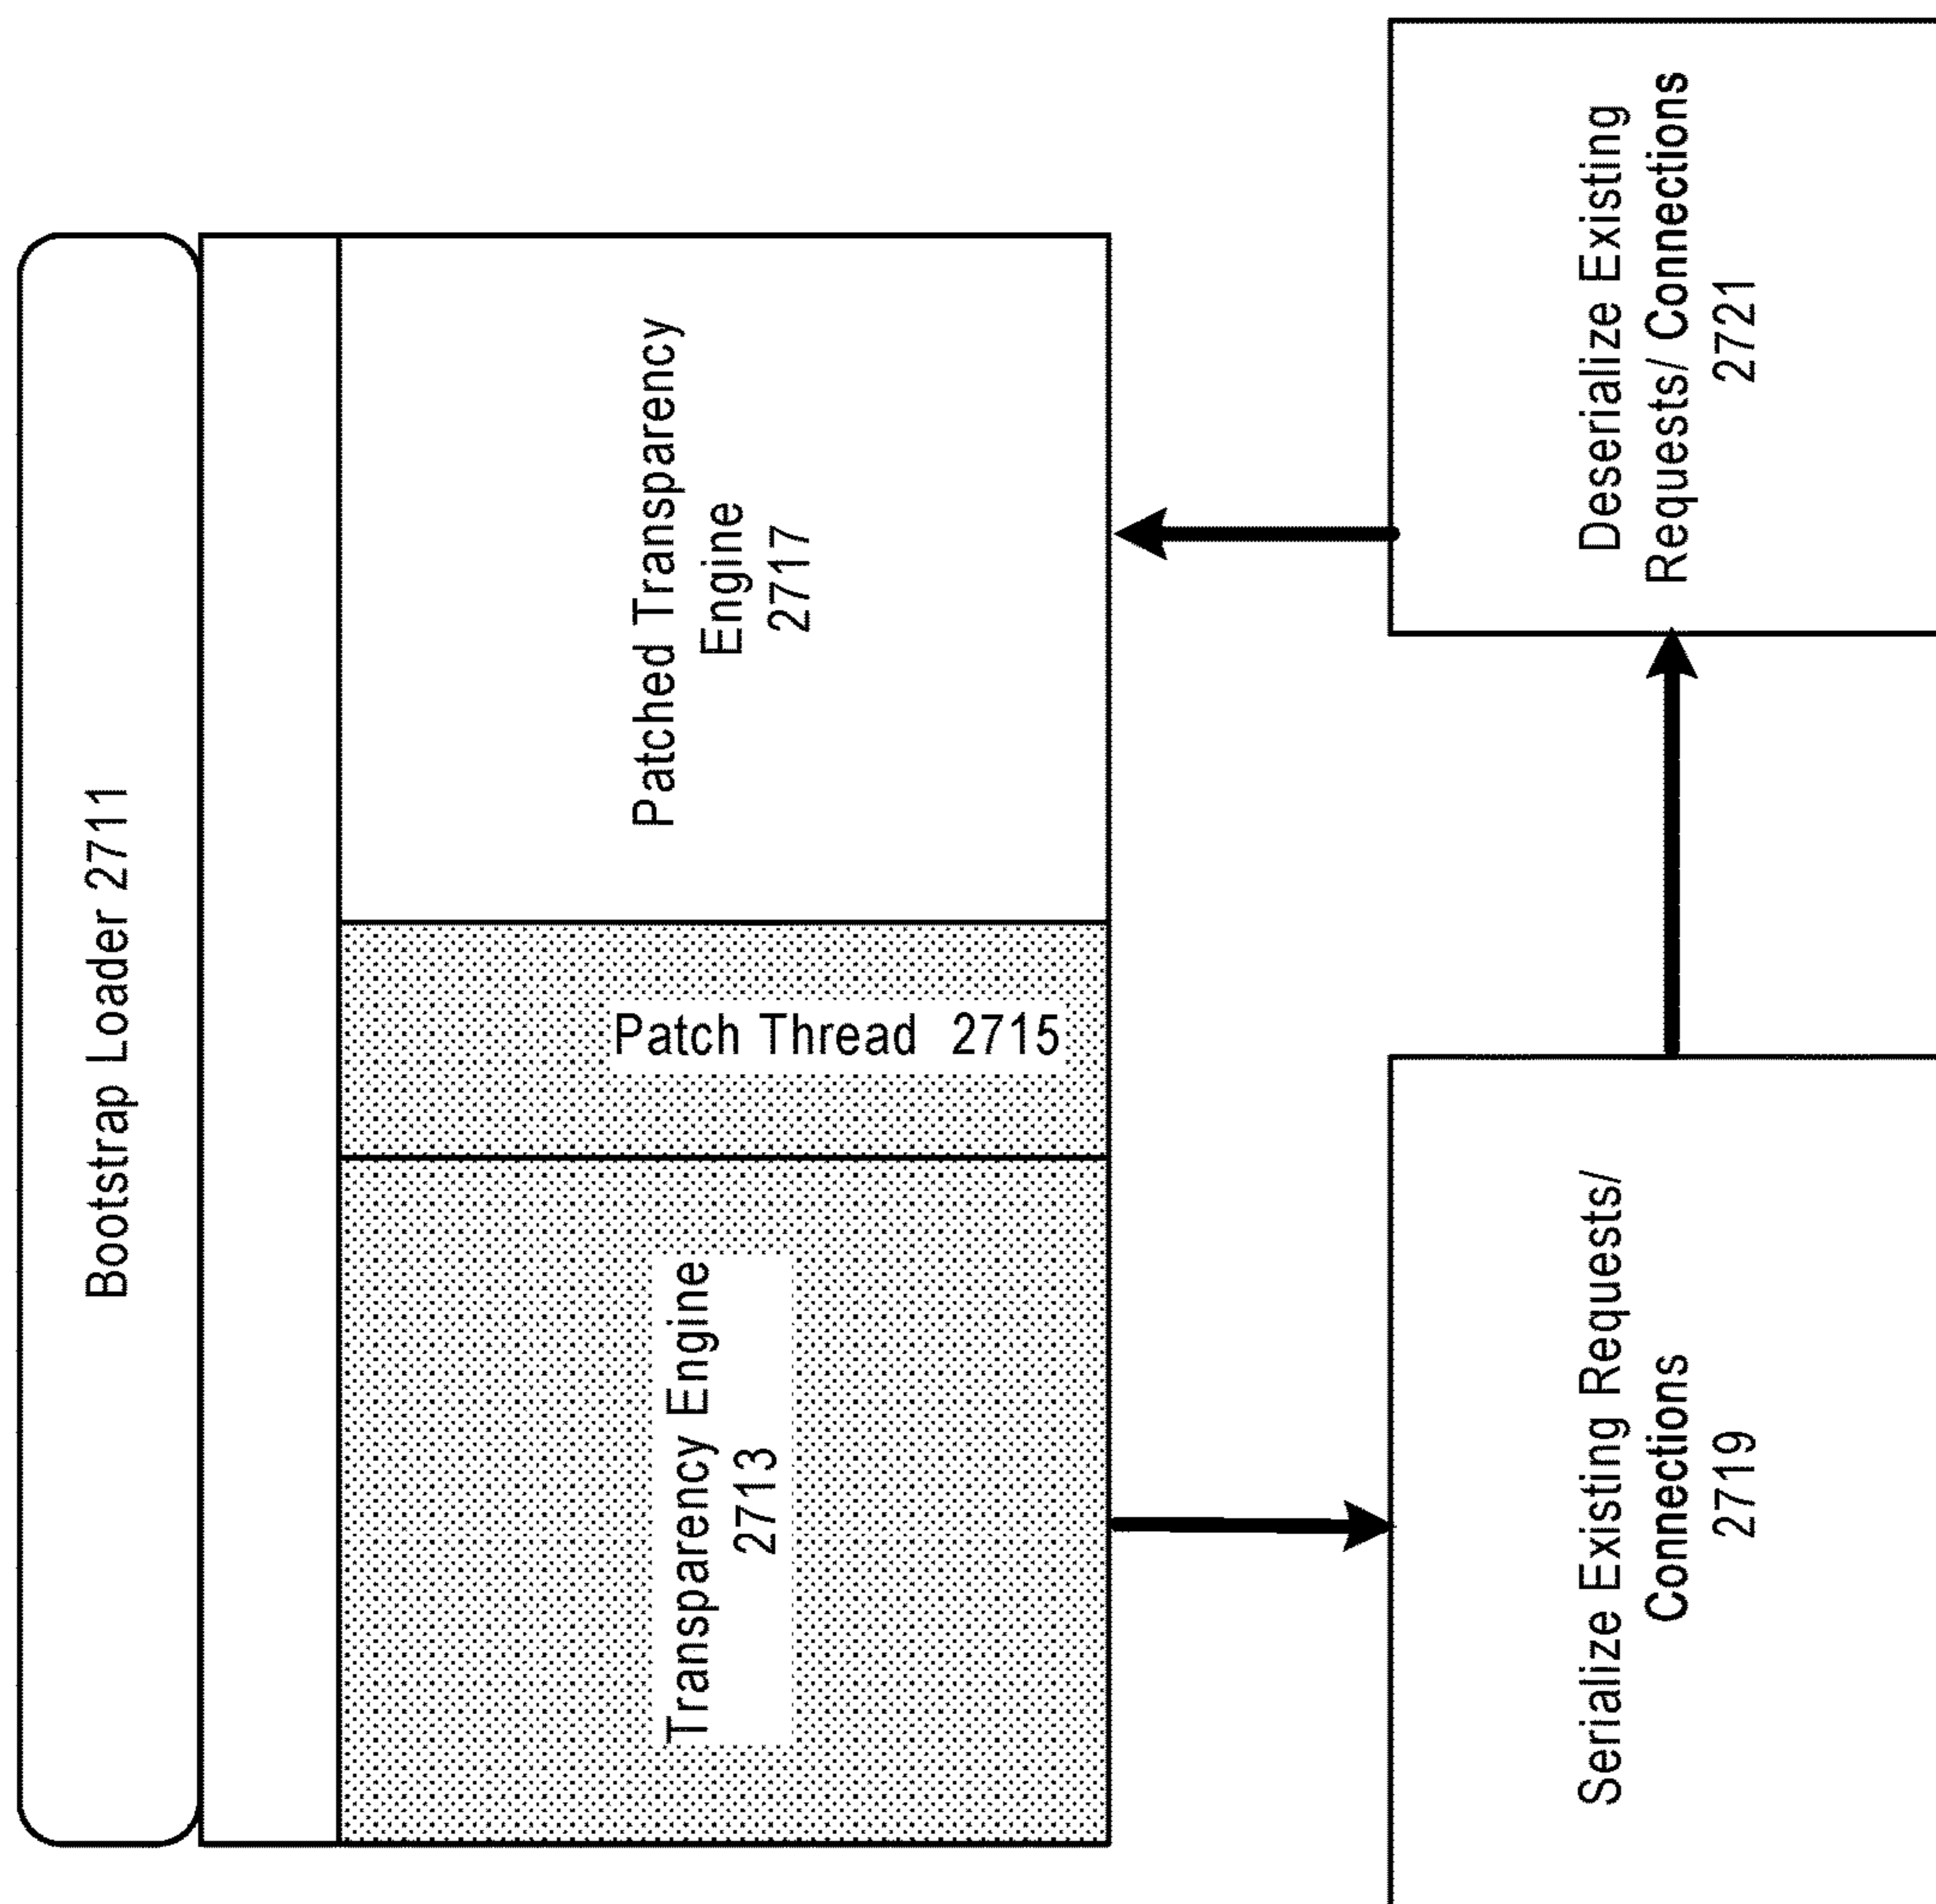 Bootstrap Loader 2711
Transparency Engine
2713
Patch Thread 2715
Patched Transparency
Engine
2717
Serialize Existing Requests/
Connections
2719
Deserialize Existing
Requests/ Connections
2721